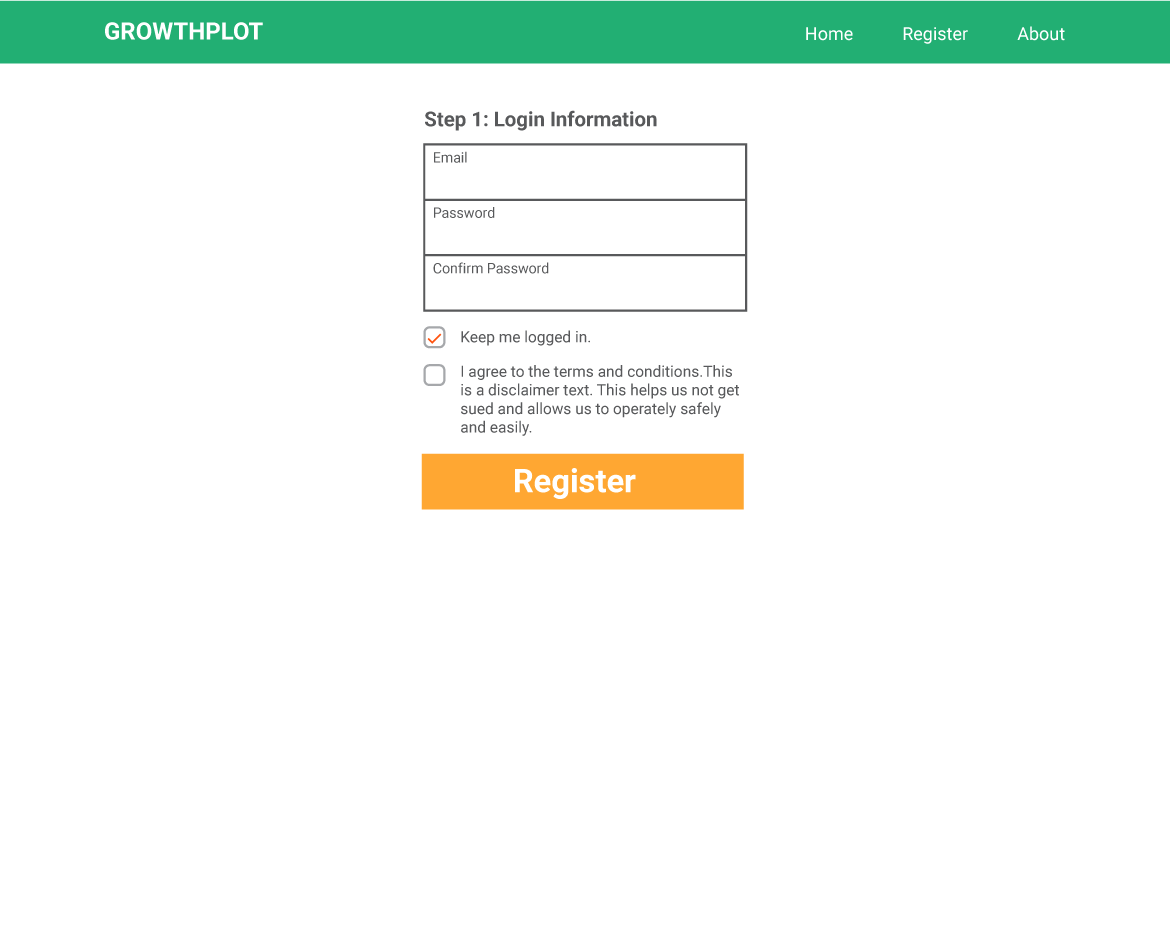 GROWTHPLOT
Home Register About
Step 1: Login Information
Email
Password
Confirm Password
Keep me logged in.
I agree to the terms and conditions.This
is a disclaimer text. This helps us not get
sued and allows us to operately safely
and easily.
Register